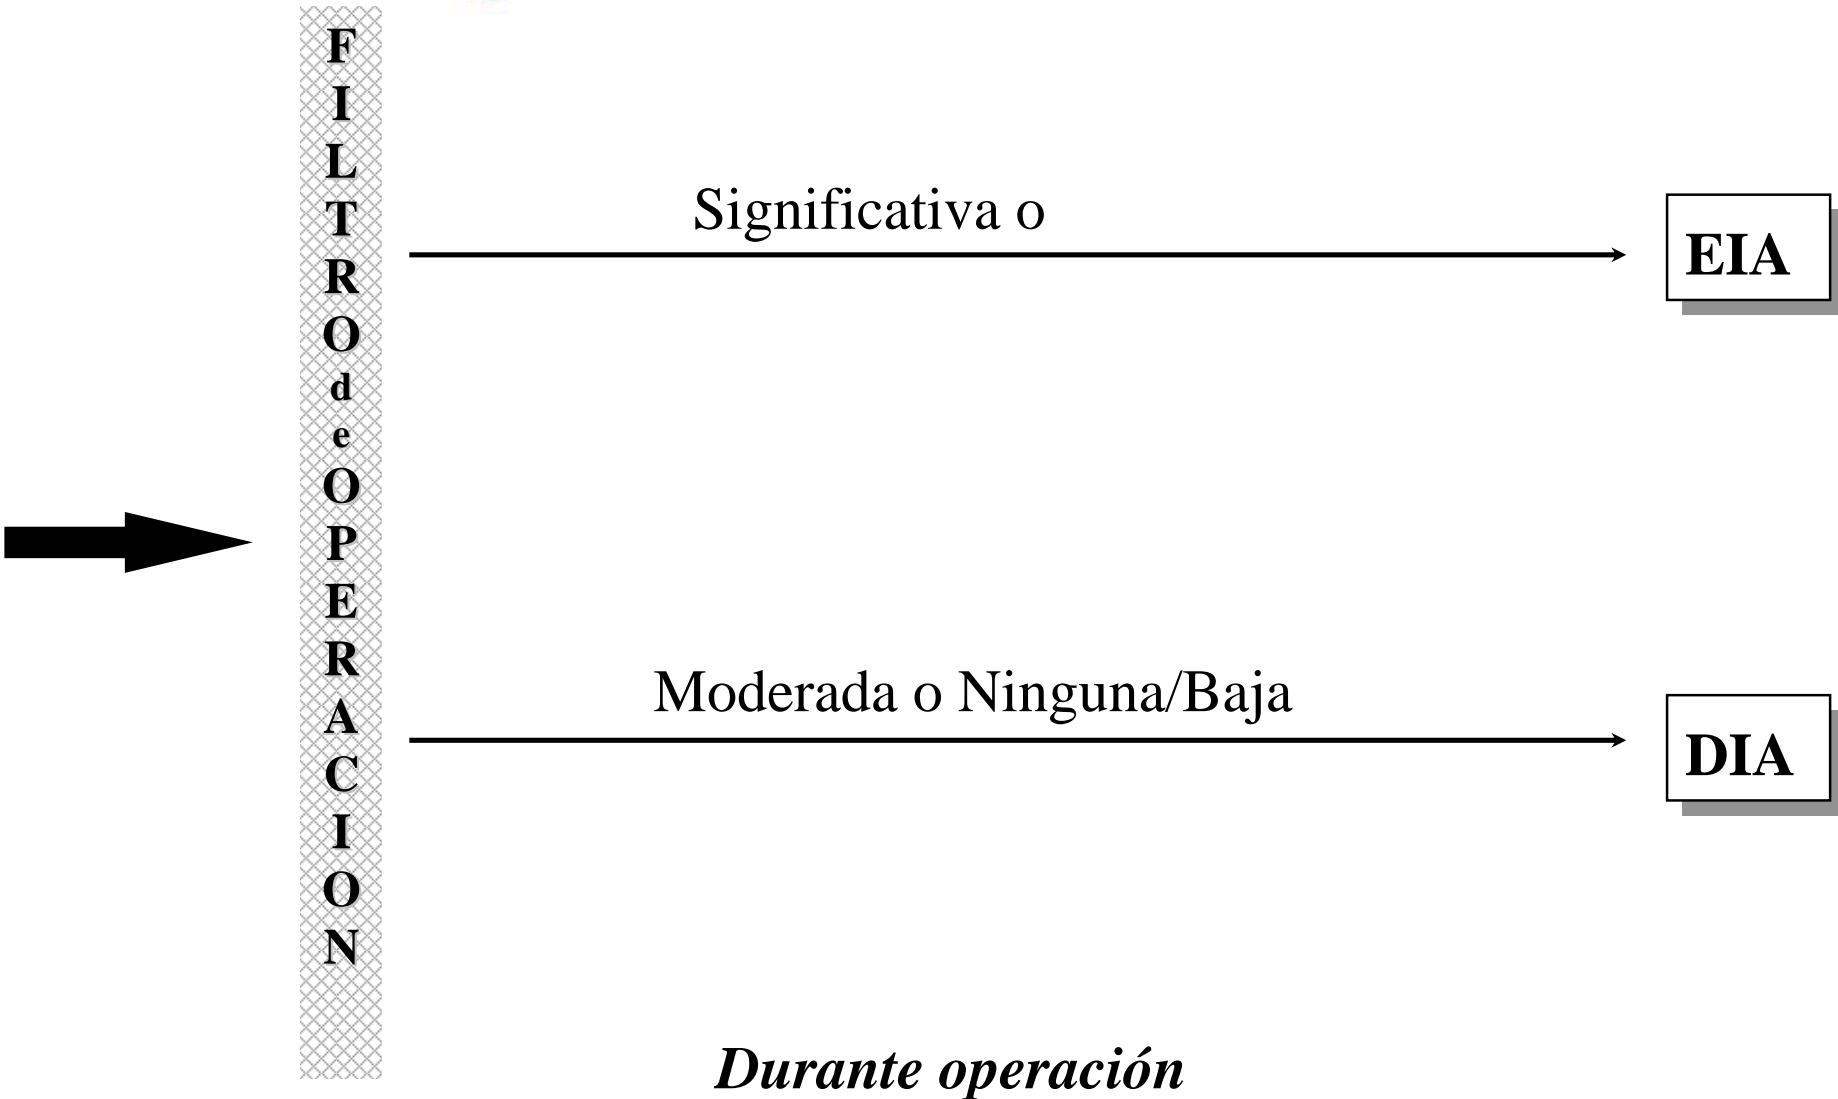 FILTRO de OPERACION
Significativa o
EIA
Moderada o Ninguna/Baja
DIA
Durante operación